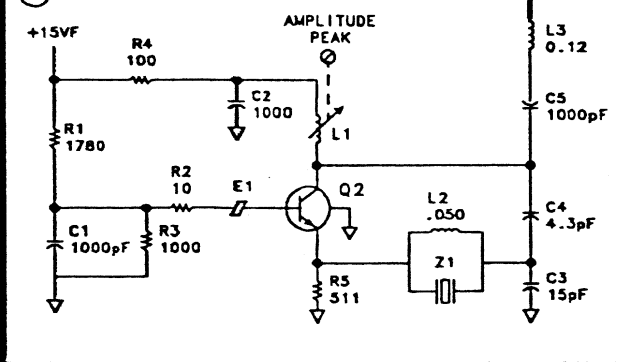 AMPLITUDE
PEAK
+15VF
R4
100
L3
0.12
C2
1000
L1
C5
1000pF
R1
1780
R2
10
E1
Q2
L2
.050
C4
4.3pF
C1
1000pF
R3
1000
Z1
R5
511
C3
15pF